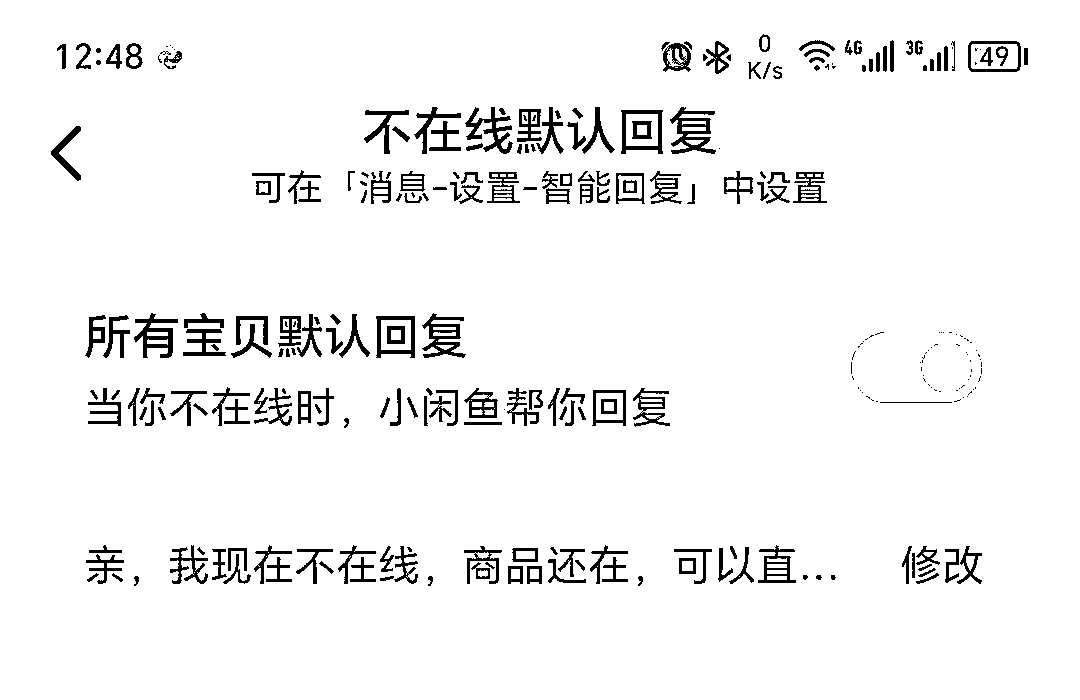 12:48 0 K/s 4G 3G 49
不在线默认回复
可在「消息-设置-智能回复」中设置
所有宝贝默认回复
当你不在线时，小闲鱼帮你回复
亲，我现在不在线，商品还在，可以直... 修改